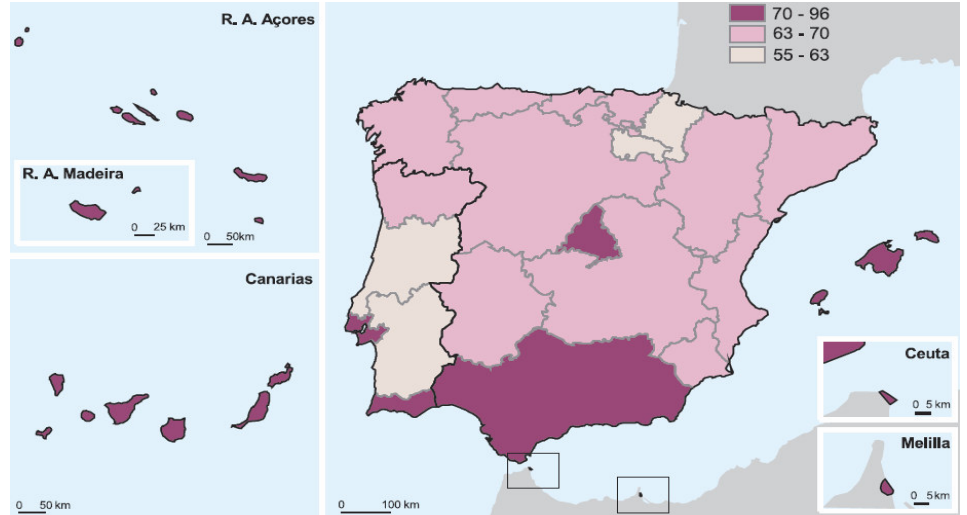 R. A. Açores
R. A. Madeira
0 25 km
0 50km
Canarias
0 50 km
70 - 96
63 - 70
55 - 63
Ceuta
0 5 km
Melilla
0 5km
0 100 km